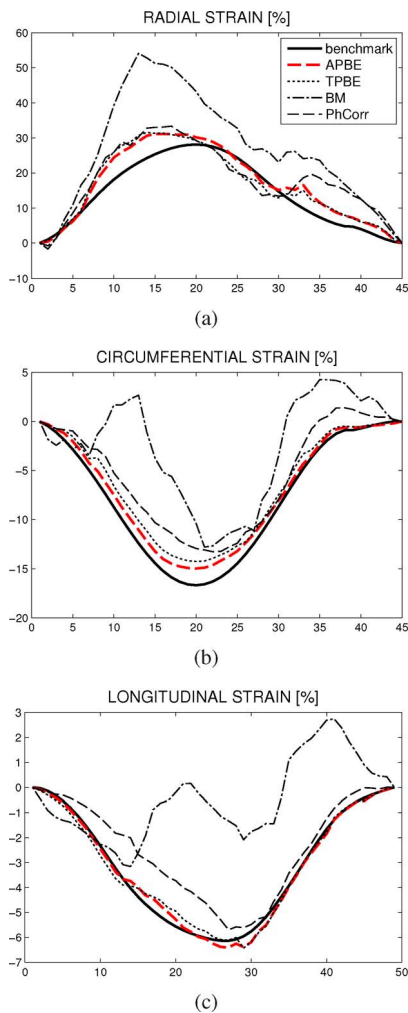 RADIAL STRAIN [%]
60
50
40
30
20
10
0
−10
benchmark
APBE
TPBE
BM
PhCorr
0 5 10 15 20 25 30 35 40 45
(a)
CIRCUMFERENTIAL STRAIN [%]
5
0
−5
−10
−15
−20
0 5 10 15 20 25 30 35 40 45
(b)
LONGITUDINAL STRAIN [%]
3
2
1
0
−1
−2
−3
−4
−5
−6
−7
0 10 20 30 40 50
(c)